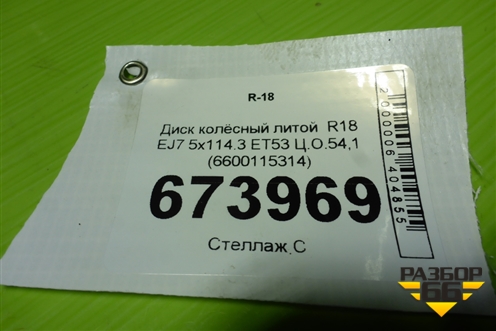 R-18
Диск колёсный литой R18
EJ7 5x114.3 ET53 Ц.О.54,1
(6600115314)
673969
Стеллаж С
2000006404855
РАЗБОР
66